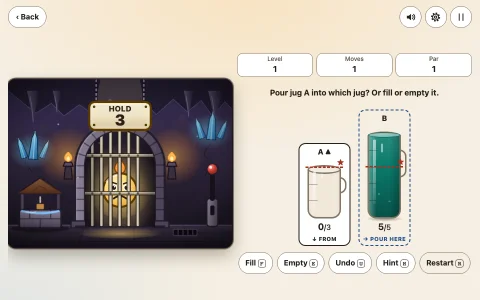 ‹ Back
Level
1
Moves
1
Par
1
HOLD
3
Pour jug A into which jug? Or fill or empty it.
A ▲
0/3
↓ FROM
B
5/5
→ POUR HERE
Fill F
Empty E
Undo U
Hint H
Restart R